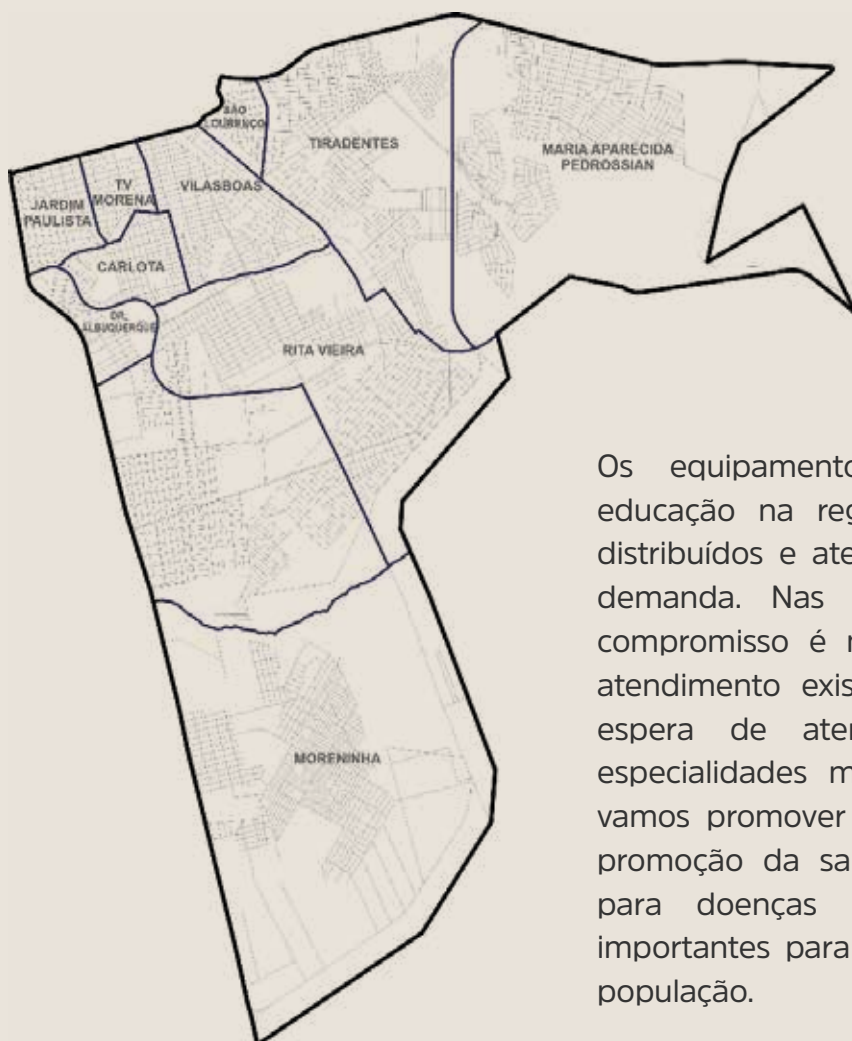 SÃO
LOURENÇO
TIRADENTES
MARIA APARECIDA
PEDROSSIAN
TV
MORENA
VILASBOAS
JARDIM
PAULISTA
CARLOTA
DR.
ALBUQUERQUE
RITA VIEIRA
MORENINHA
Os equipamento
educação na reg
distribuídos e ate
demanda. Nas
compromisso é
atendimento exis
espera de ater
especialidades m
vamos promover
promoção da sa
para doenças
importantes para
população.